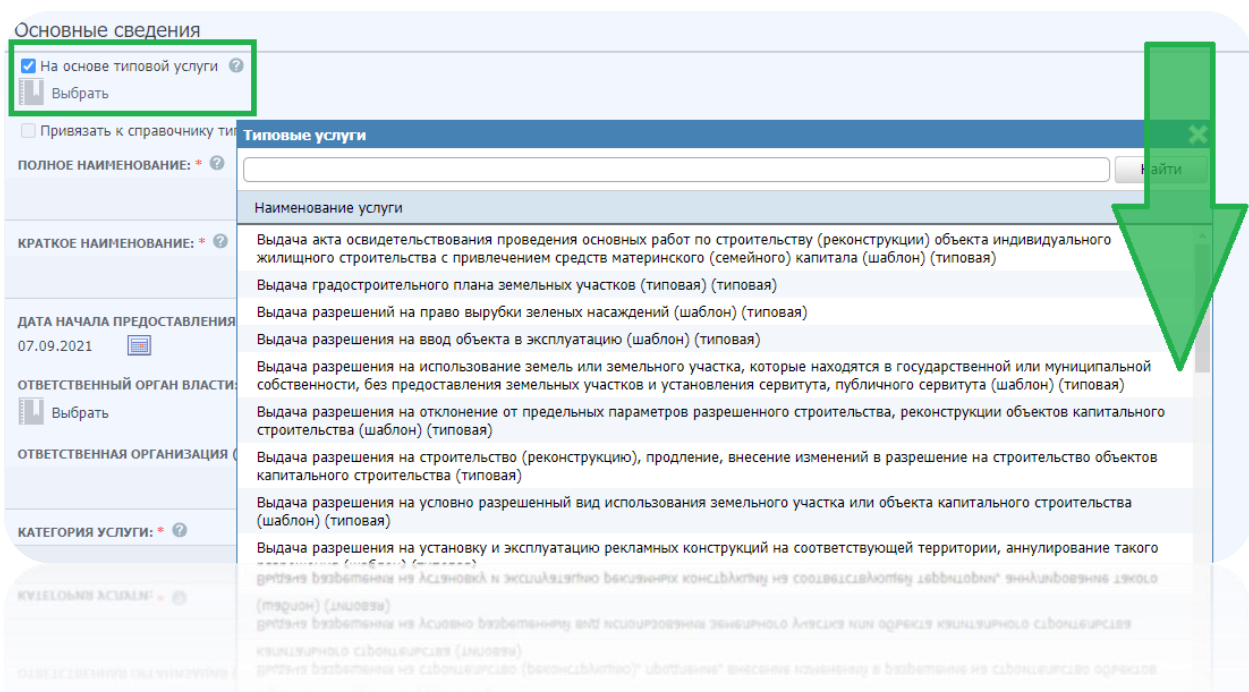 Основные сведения
На основе типовой услуги
Выбрать
Привязать к справочнику тип
ПОЛНОЕ НАИМЕНОВАНИЕ: *
КРАТКОЕ НАИМЕНОВАНИЕ: *
ДАТА НАЧАЛА ПРЕДОСТАВЛЕНИЯ
07.09.2021
ОТВЕТСТВЕННЫЙ ОРГАН ВЛАСТИ:
Выбрать
ОТВЕТСТВЕННАЯ ОРГАНИЗАЦИЯ (
КАТЕГОРИЯ УСЛУГИ: *
Типовые услуги
Найти
Наименование услуги
Выдача акта освидетельствования проведения основных работ по строительству (реконструкции) объекта индивидуального
жилищного строительства с привлечением средств материнского (семейного) капитала (шаблон) (типовая)
Выдача градостроительного плана земельных участков (типовая) (типовая)
Выдача разрешений на право вырубки зеленых насаждений (шаблон) (типовая)
Выдача разрешения на ввод объекта в эксплуатацию (шаблон) (типовая)
Выдача разрешения на использование земель или земельного участка, которые находятся в государственной или муниципальной
собственности, без предоставления земельных участков и установления сервитута, публичного сервитута (шаблон) (типовая)
Выдача разрешения на отклонение от предельных параметров разрешенного строительства, реконструкции объектов капитального
строительства (шаблон) (типовая)
Выдача разрешения на строительство (реконструкцию), продление, внесение изменений в разрешение на строительство объектов
капитального строительства (типовая)
Выдача разрешения на условно разрешенный вид использования земельного участка или объекта капитального строительства
(шаблон) (типовая)
Выдача разрешения на установку и эксплуатацию рекламных конструкций на соответствующей территории, аннулирование такого